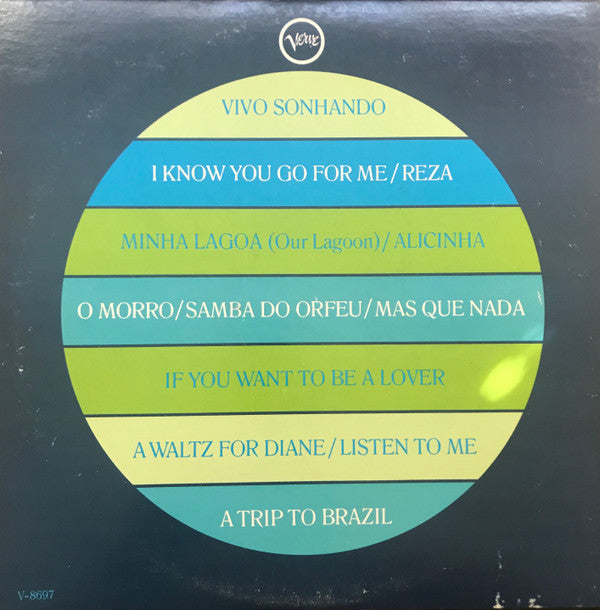 Verve
VIVO SONHANDO
I KNOW YOU GO FOR ME/REZA
MINHA LAGOA (Our Lagoon)/ALICINHA
O MORRO/SAMBA DO ORFEU/MAS QUE NADA
IF YOU WANT TO BE A LOVER
A WALTZ FOR DIANE/LISTEN TO ME
A TRIP TO BRAZIL
V-8697